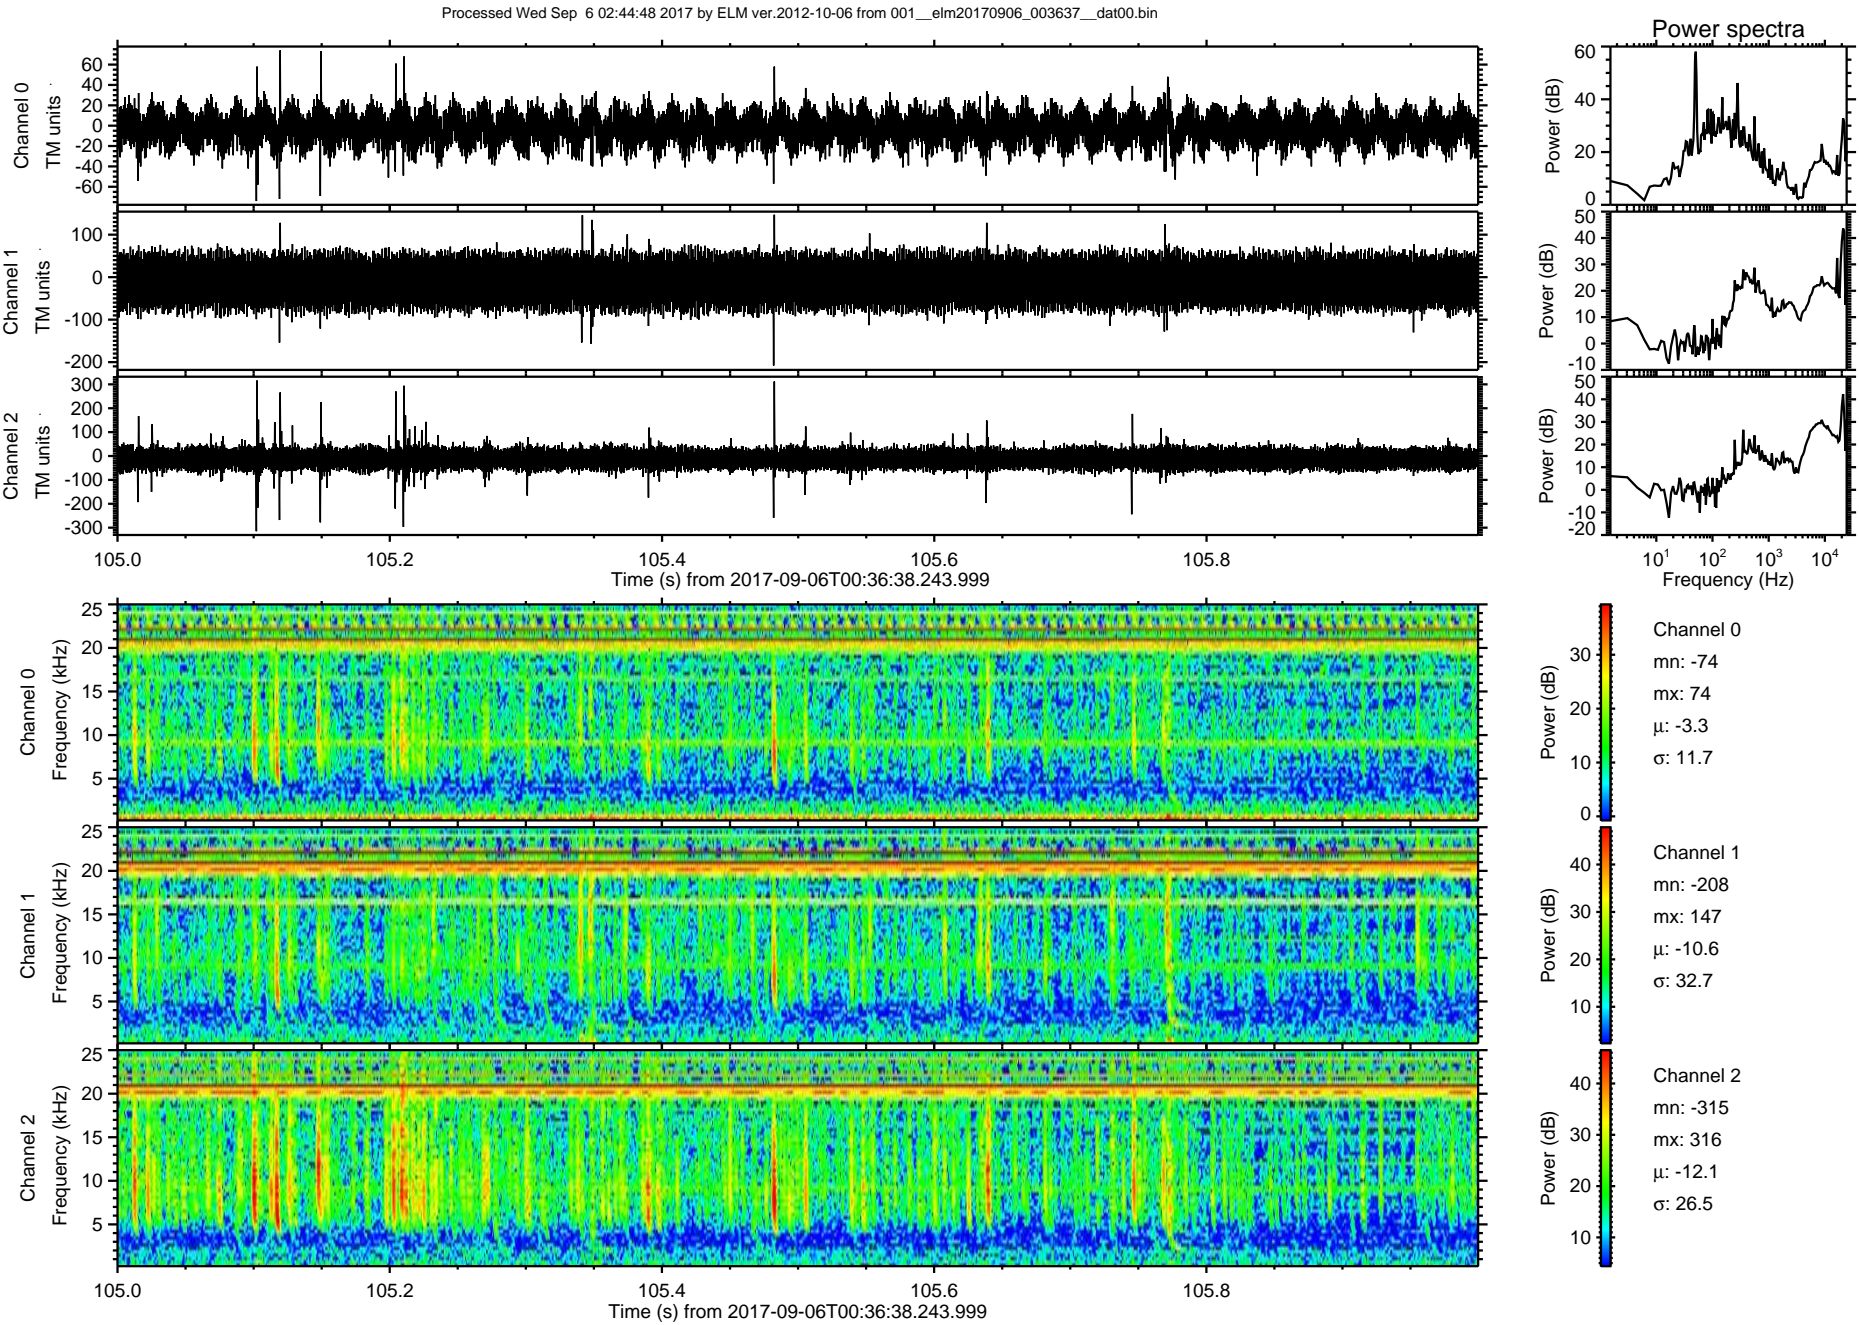 Processed Wed Sep  6 02:44:48 2017 by ELM ver.2012-10-06 from 001__elm20170906_003637__dat00.bin
Power spectra
Channel 0
TM units
60
40
20
0
-20
-40
-60
Power (dB)
60
40
20
0
Channel 1
TM units
100
0
-100
-200
Power (dB)
50
40
30
20
10
0
-10
Channel 2
TM units
300
200
100
0
-100
-200
-300
Power (dB)
50
40
30
20
10
0
-10
-20
105.0 105.2 105.4 105.6 105.8
Time (s) from 2017-09-06T00:36:38.243.999
10^1 10^2 10^3 10^4
Frequency (Hz)
Channel 0
Frequency (kHz)
25
20
15
10
5
Power (dB)
30
20
10
0
Channel 0
mn: -74
mx: 74
μ: -3.3
σ: 11.7
Channel 1
Frequency (kHz)
25
20
15
10
5
Power (dB)
40
30
20
10
Channel 1
mn: -208
mx: 147
μ: -10.6
σ: 32.7
Channel 2
Frequency (kHz)
25
20
15
10
5
Power (dB)
40
30
20
10
Channel 2
mn: -315
mx: 316
μ: -12.1
σ: 26.5
105.0 105.2 105.4 105.6 105.8
Time (s) from 2017-09-06T00:36:38.243.999